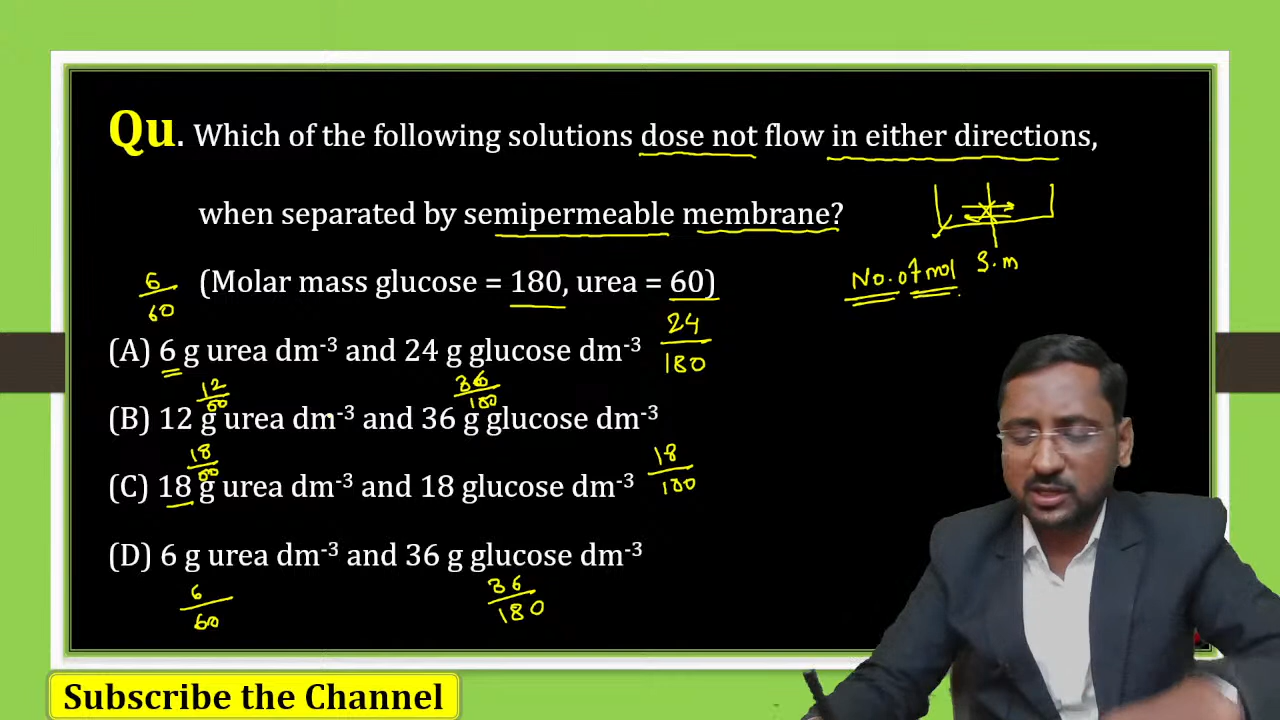 Qu. Which of the following solutions dose not flow in either directions,
when separated by semipermeable membrane?
No. of mol S.m
6/60 (Molar mass glucose = 180, urea = 60)
24/180
(A) 6 g urea dm-3 and 24 g glucose dm-3
12/60 36/180
(B) 12 g urea dm-3 and 36 g glucose dm-3
18/60 18/180
(C) 18 g urea dm-3 and 18 glucose dm-3
(D) 6 g urea dm-3 and 36 g glucose dm-3
6/60 36/180
Subscribe the Channel